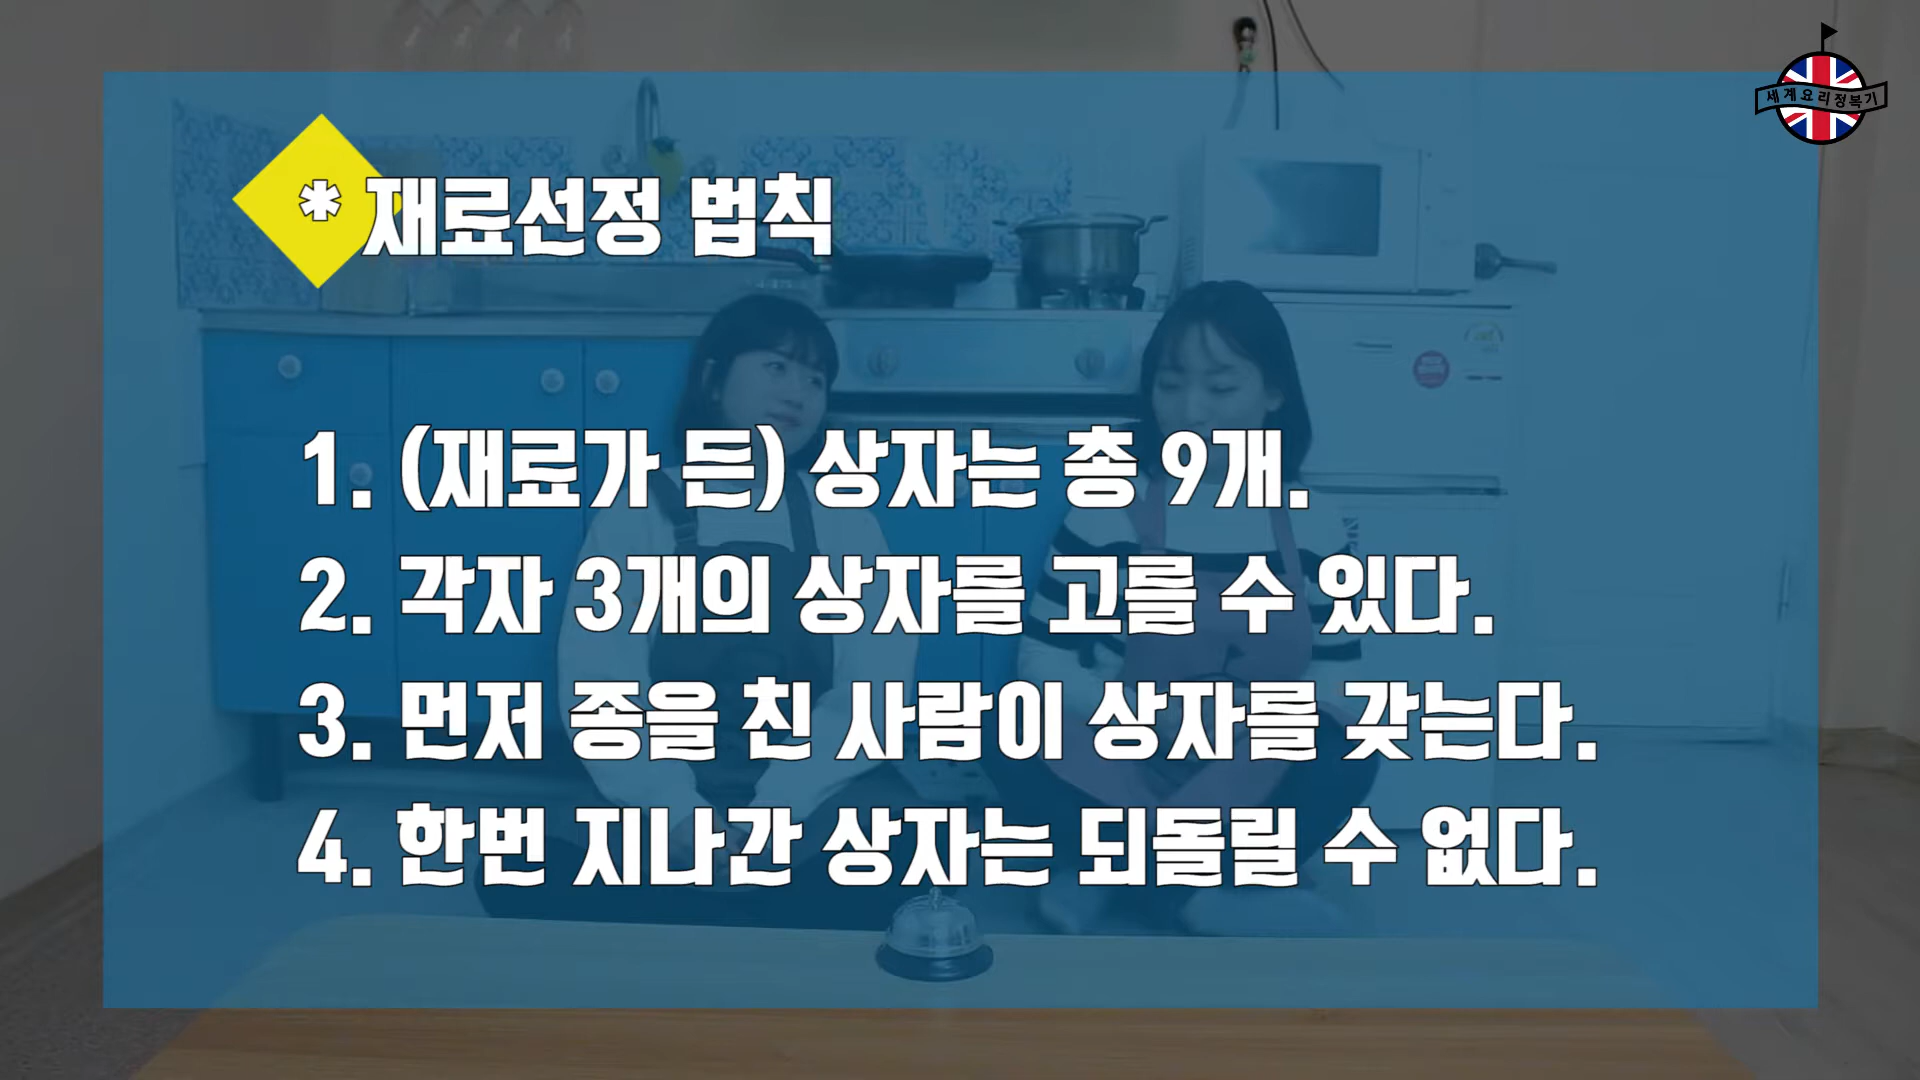 세계요리정복기
* 재료선정 법칙
1. (재료가 든) 상자는 총 9개.
2. 각자 3개의 상자를 고를 수 있다.
3. 먼저 종을 친 사람이 상자를 갖는다.
4. 한번 지나간 상자는 되돌릴 수 없다.